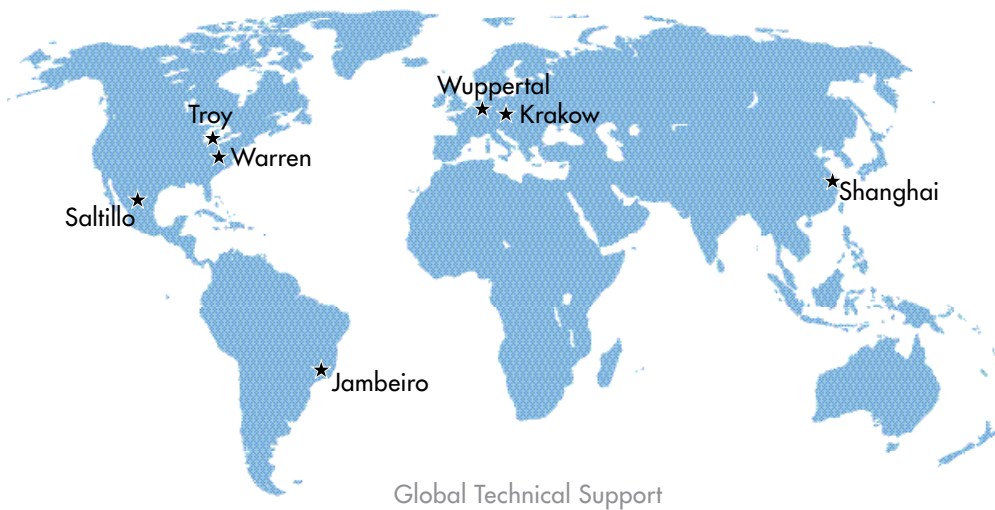 Wuppertal
Troy
Krakow
Warren
Shanghai
Saltillo
Jambeiro
Global Technical Support